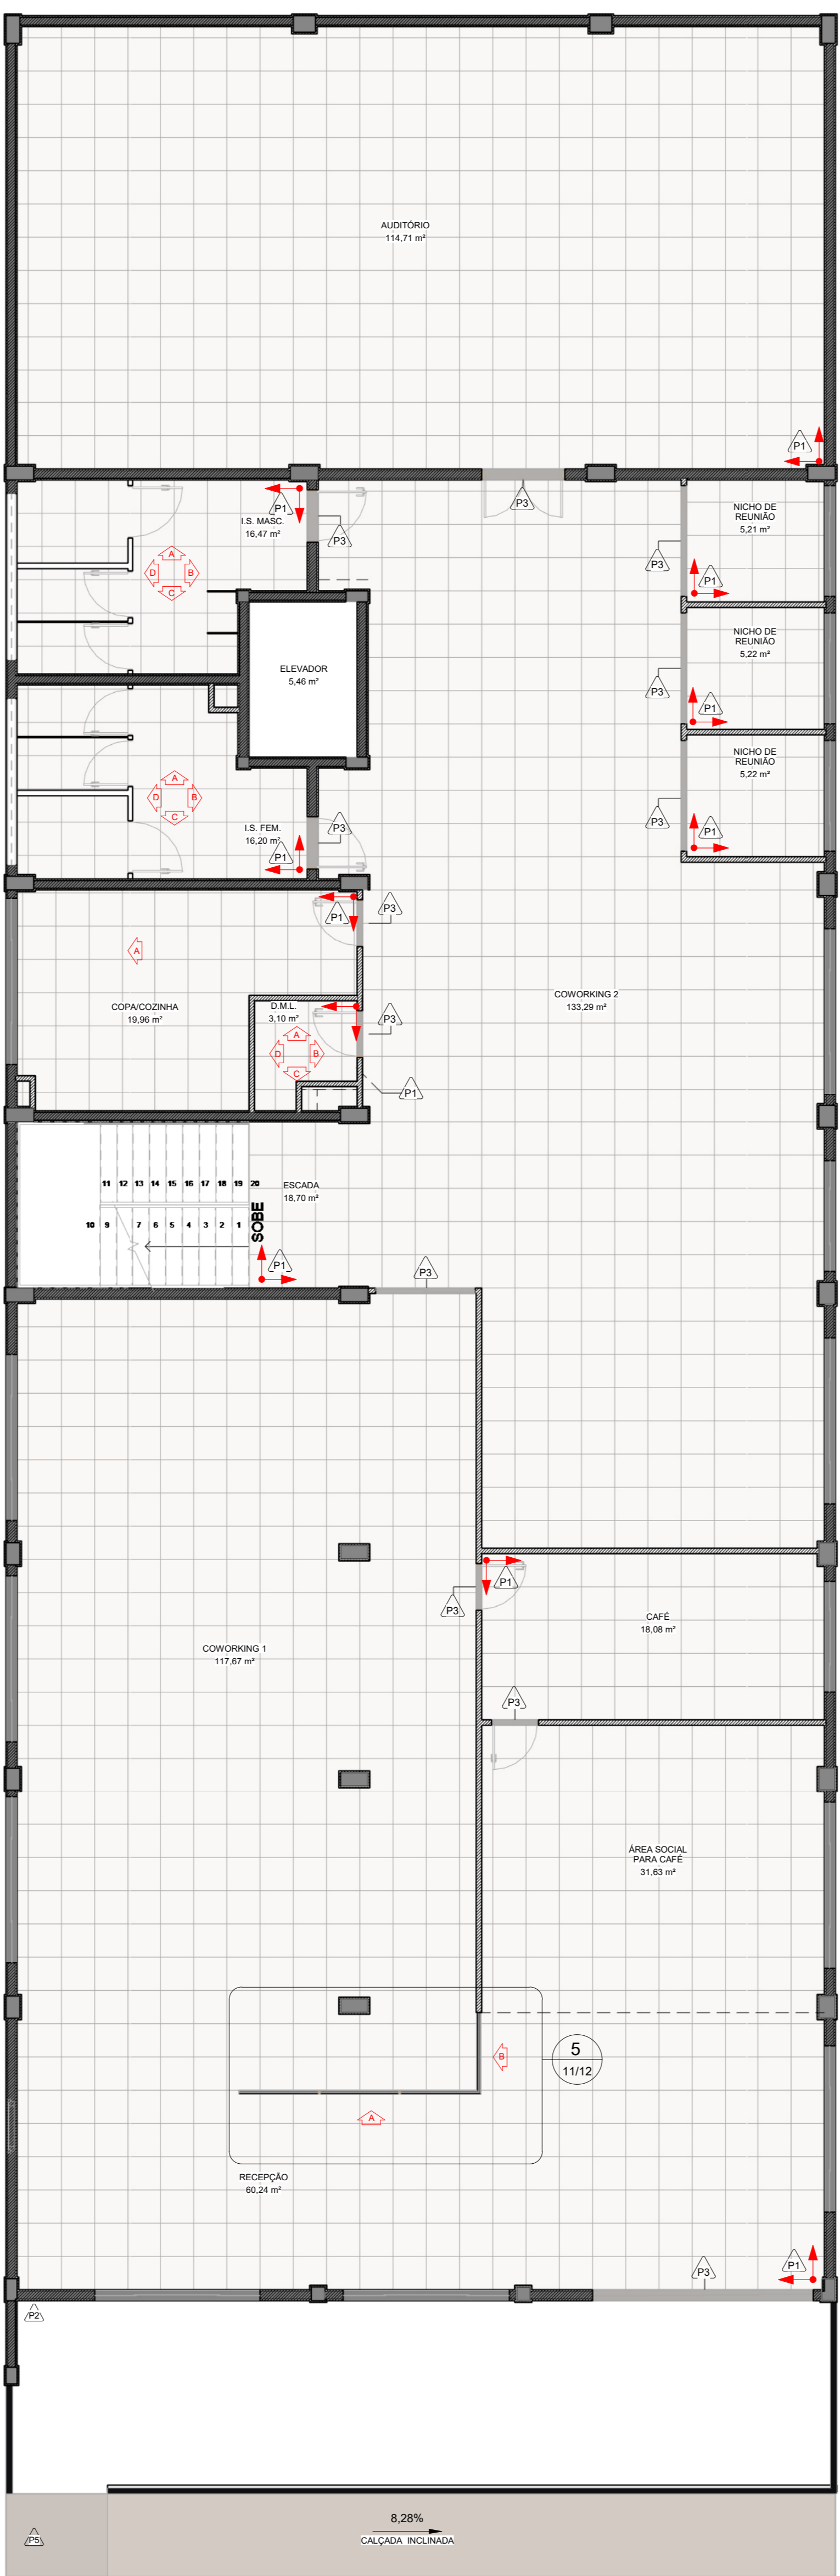 AUDITÓRIO
114,71 m²
P1
P1
I.S. MASC.
16,47 m²
P3
P3
NICHO DE
REUNIÃO
5,21 m²
P3
P1
A
D B
C
NICHO DE
REUNIÃO
5,22 m²
ELEVADOR
5,46 m²
P3
P1
NICHO DE
REUNIÃO
5,22 m²
A
D B
C
P3
P1
I.S. FEM.
16,20 m²
P1
P3
P1
P3
A
COPA/COZINHA
19,96 m²
D.M.L.
3,10 m²
P3
A
D B
C
P1
COWORKING 2
133,29 m²
11 12 13 14 15 16 17 18 19 20
ESCADA
18,70 m²
10 9 7 6 5 4 3 2 1
SOBE
P1
P3
P1
P3
CAFÉ
18,08 m²
COWORKING 1
117,67 m²
P3
ÁREA SOCIAL
PARA CAFÉ
31,63 m²
B
5
11/12
A
RECEPÇÃO
60,24 m²
P3
P1
P2
8,28%
CALÇADA INCLINADA
P5